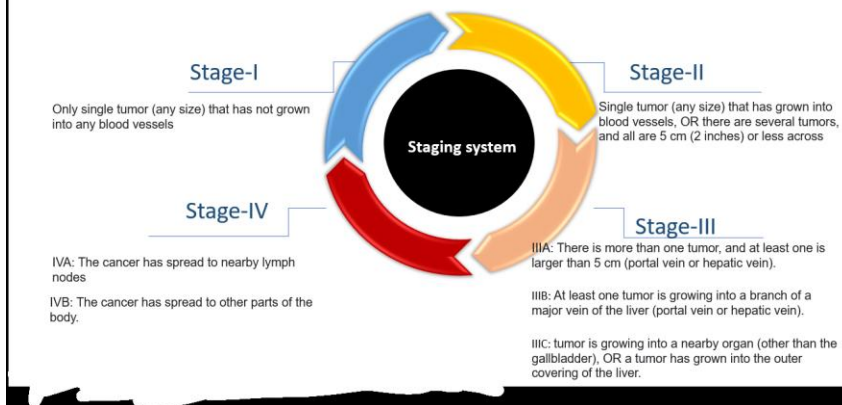 Stage-I
Only single tumor (any size) that has not grown
into any blood vessels
Stage-II
Single tumor (any size) that has grown into
blood vessels, OR there are several tumors,
and all are 5 cm (2 inches) or less across
Staging system
Stage-IV
IVA: The cancer has spread to nearby lymph
nodes
IVB: The cancer has spread to other parts of the
body.
Stage-III
IIIA: There is more than one tumor, and at least one is
larger than 5 cm (portal vein or hepatic vein).
IIIB: At least one tumor is growing into a branch of a
major vein of the liver (portal vein or hepatic vein).
IIIC: tumor is growing into a nearby organ (other than the
gallbladder), OR a tumor has grown into the outer
covering of the liver.